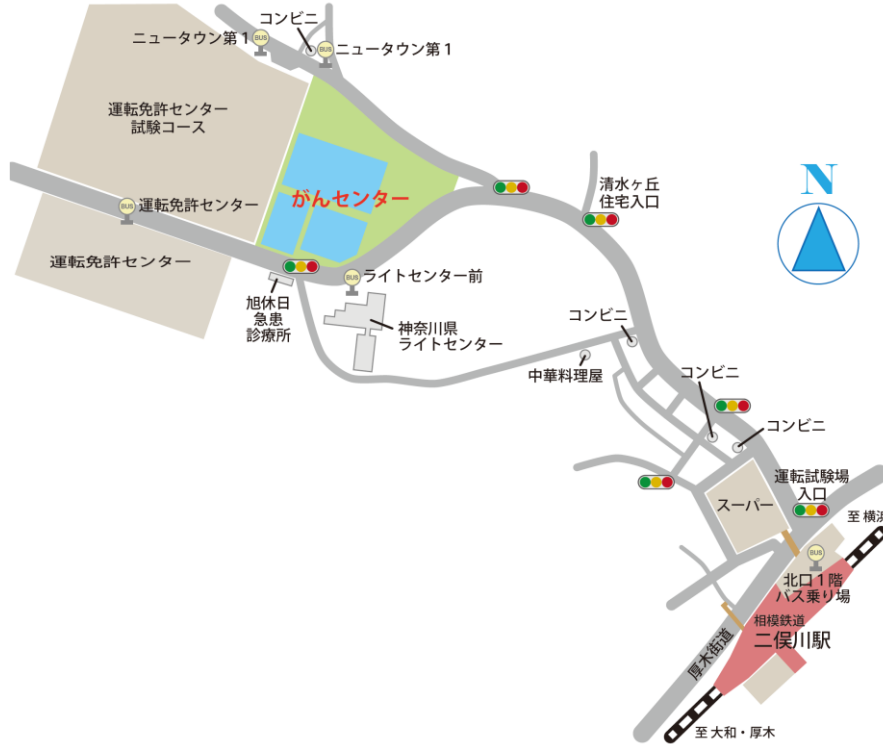 コンビニ
ニュータウン第1
BUS
BUS
ニュータウン第1
運転免許センター
試験コース
がんセンター
清水ヶ丘
住宅入口
N
BUS
運転免許センター
運転免許センター
BUS
ライトセンター前
旭休日
急患
診療所
神奈川県
ライトセンター
コンビニ
中華料理屋
コンビニ
コンビニ
運転試験場
入口
スーパー
至 横浜
BUS
北口1階
バス乗り場
相模鉄道
二俣川駅
厚木街道
至 大和・厚木